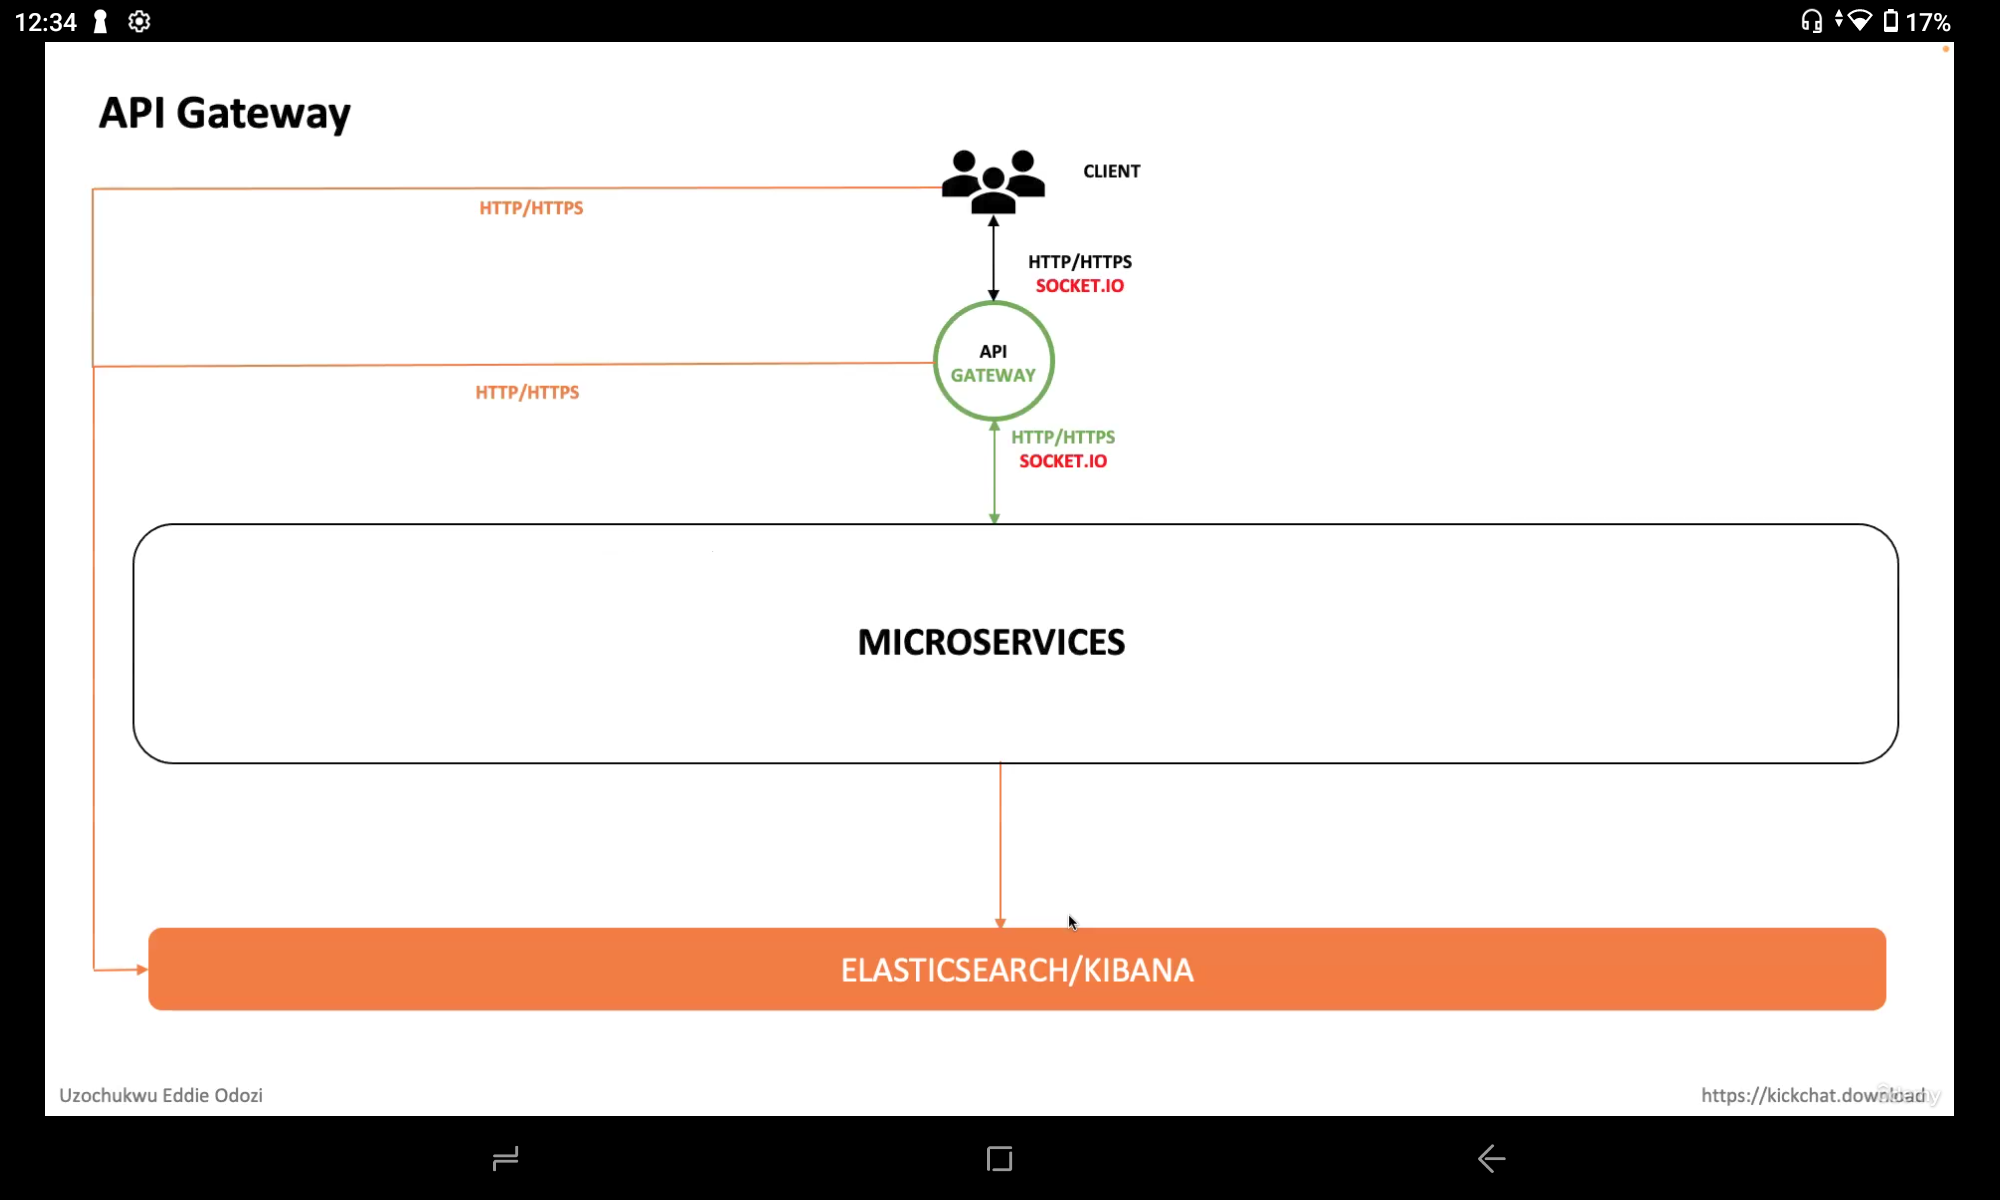 12:34
17%
API Gateway
CLIENT
HTTP/HTTPS
HTTP/HTTPS
SOCKET.IO
API
GATEWAY
HTTP/HTTPS
HTTP/HTTPS
SOCKET.IO
MICROSERVICES
ELASTICSEARCH/KIBANA
Uzochukwu Eddie Odozi
https://kickchat.download